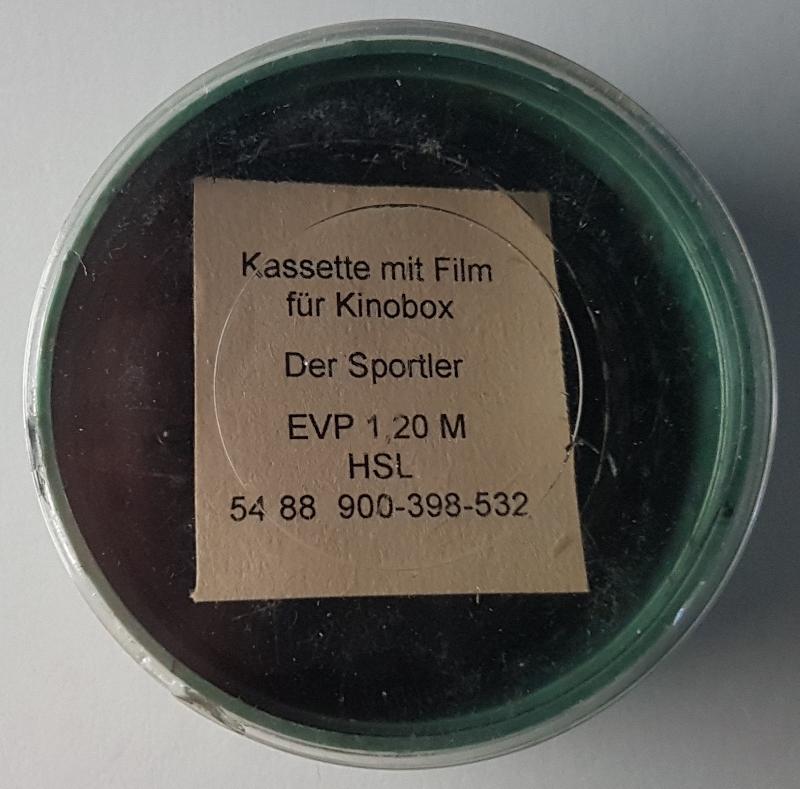 Kassette mit Film
für Kinobox
Der Sportler
EVP 1,20 M
HSL
54 88 900-398-532